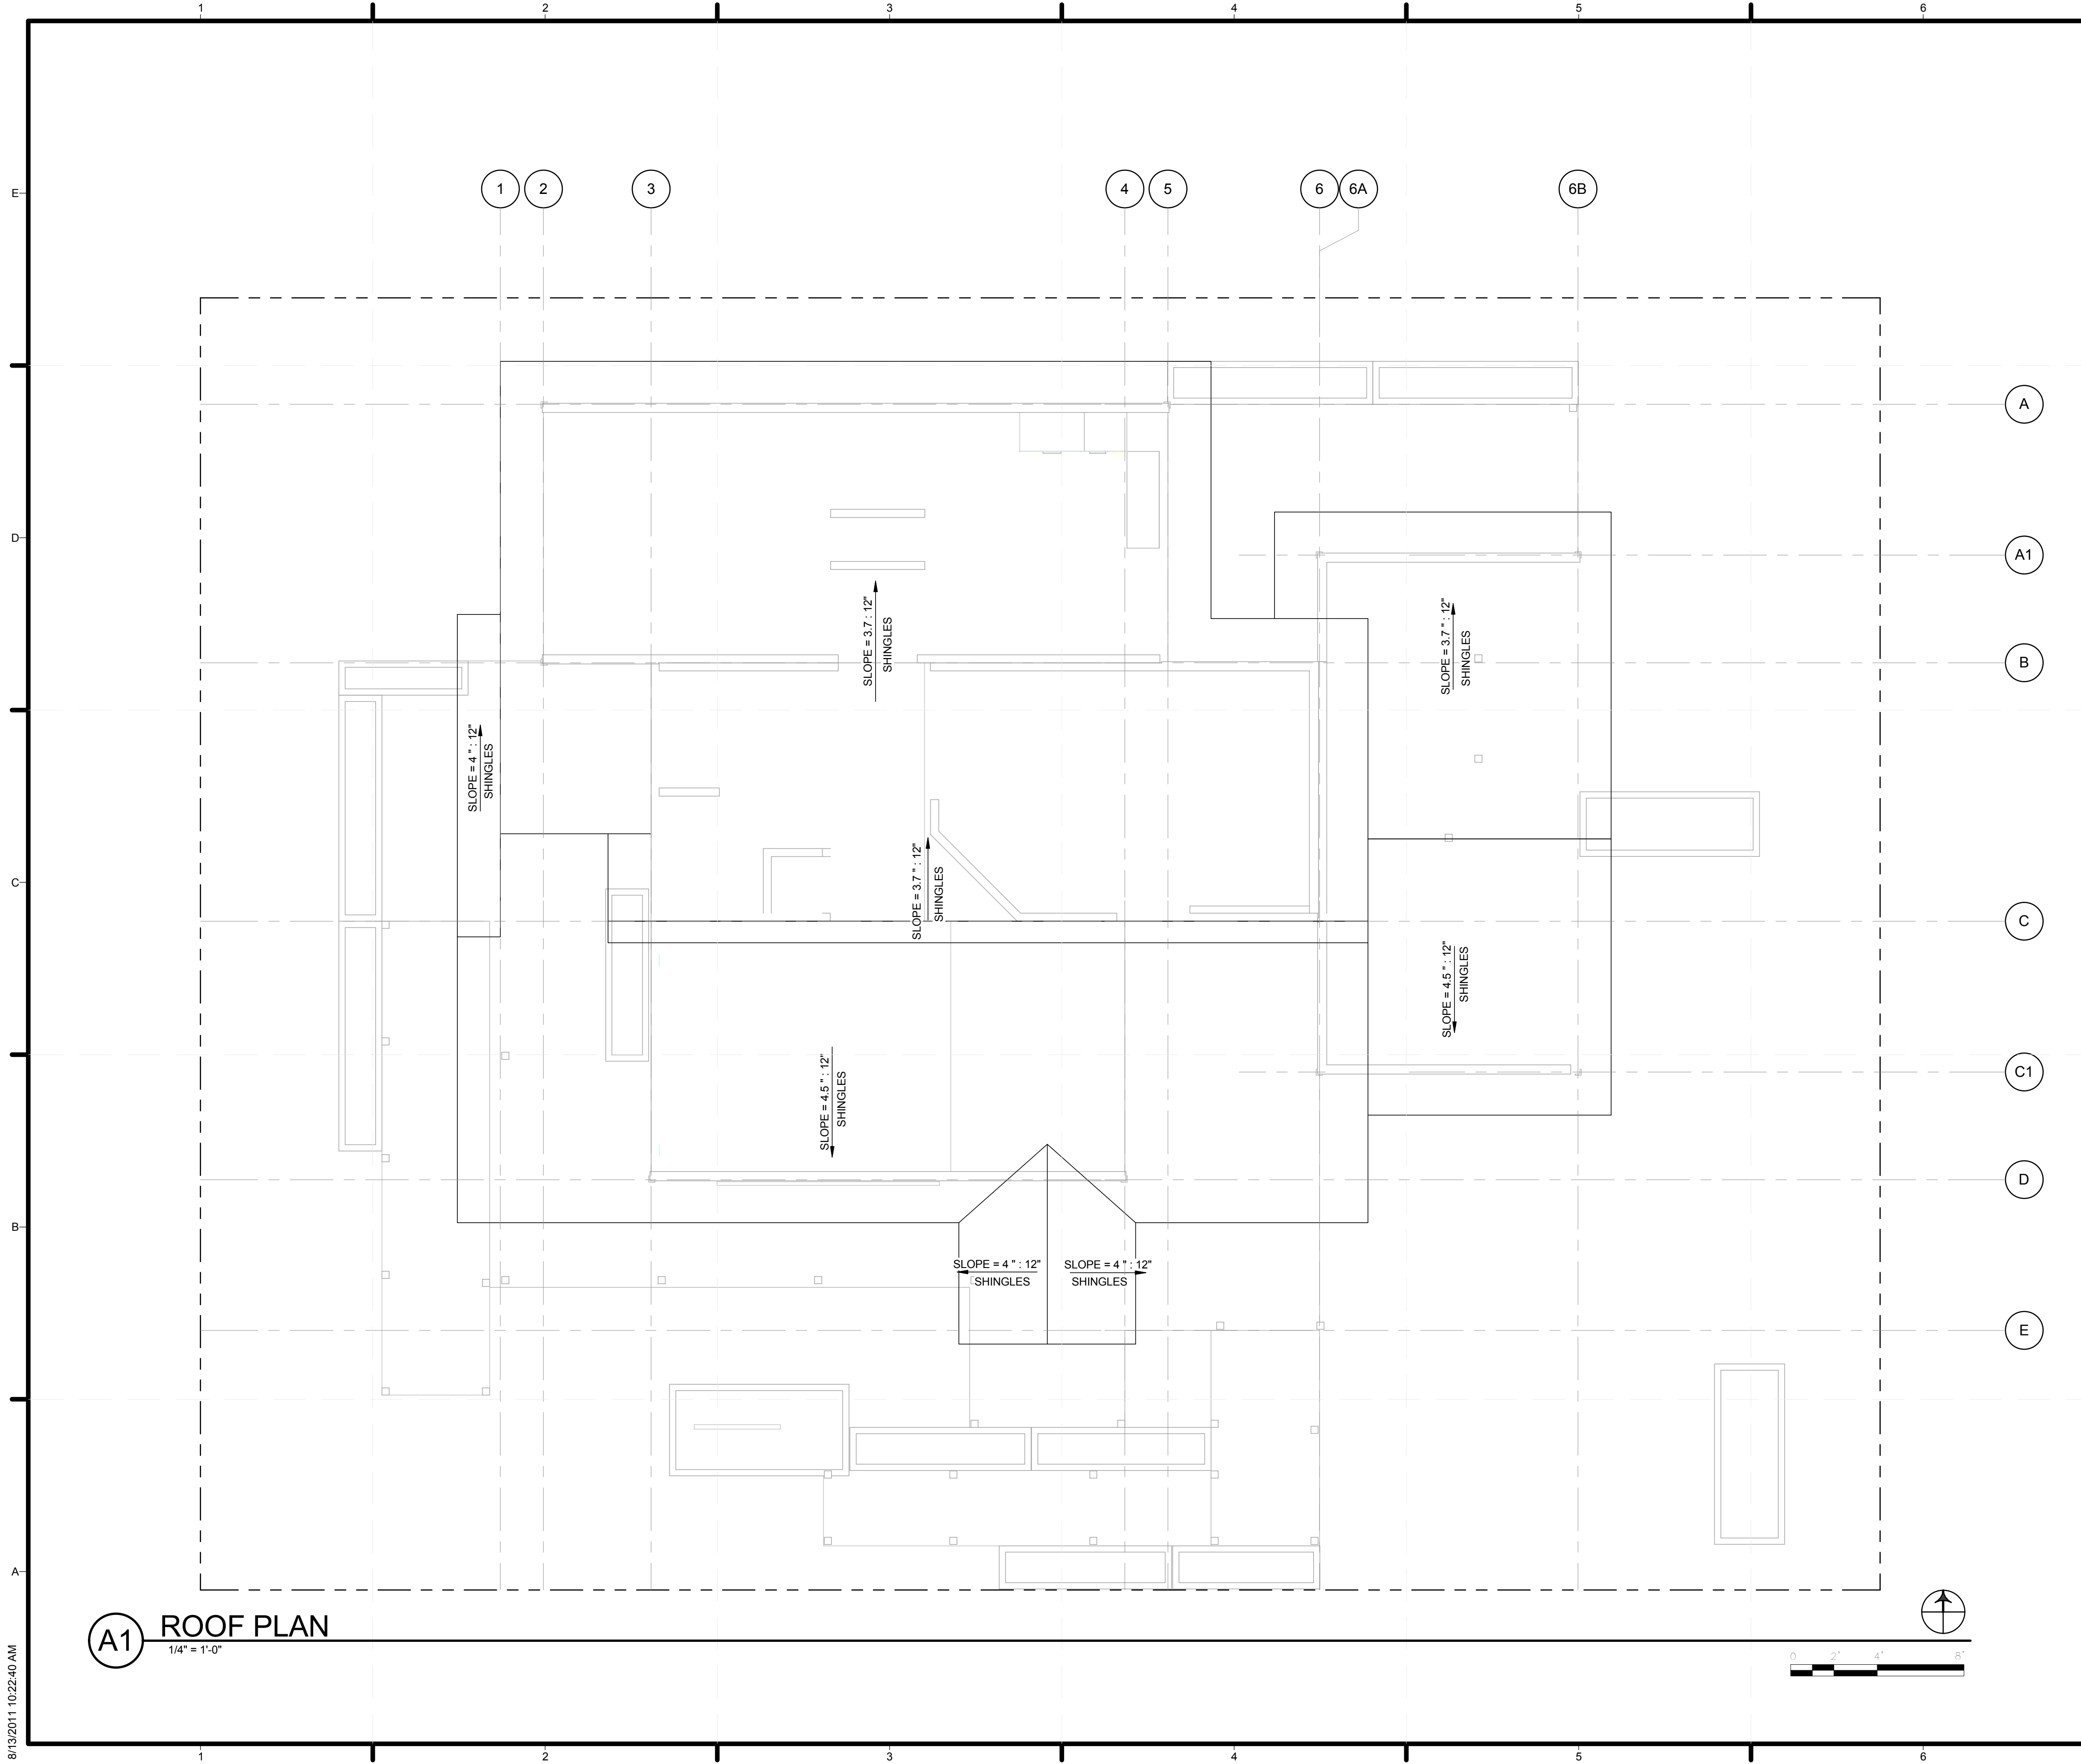 1 2 3 4 5 6
E
D
C
B
A
1 2 3 4 5 6 6A 6B
A
A1
B
C
C1
D
E
SLOPE = 3.7 " : 12"
SHINGLES
SLOPE = 3.7 " : 12"
SHINGLES
SLOPE = 4 " : 12"
SHINGLES
SLOPE = 3.7 " : 12"
SHINGLES
SLOPE = 4.5 " : 12"
SHINGLES
SLOPE = 4.5 " : 12"
SHINGLES
SLOPE = 4 " : 12"
SHINGLES
SLOPE = 4 " : 12"
SHINGLES
A1
ROOF PLAN
1/4" = 1'-0"
0 2' 4' 8'
8/13/2011 10:22:40 AM
1 2 3 4 5 6